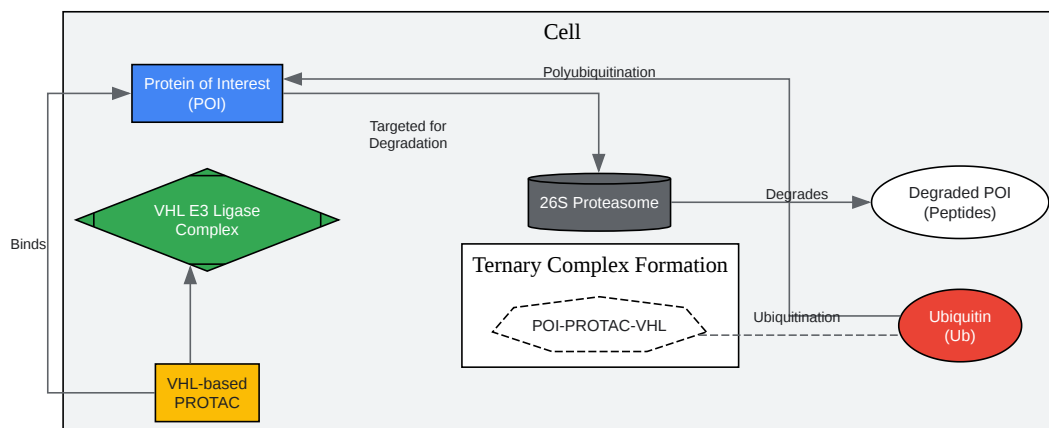 Cell
Polyubiquitination
Protein of Interest
(POI)
Targeted for
Degradation
VHL E3 Ligase
Complex
26S Proteasome
Degrades
Degraded POI
(Peptides)
Binds
Ternary Complex Formation
POI-PROTAC-VHL
Ubiquitination
Ubiquitin
(Ub)
VHL-based
PROTAC